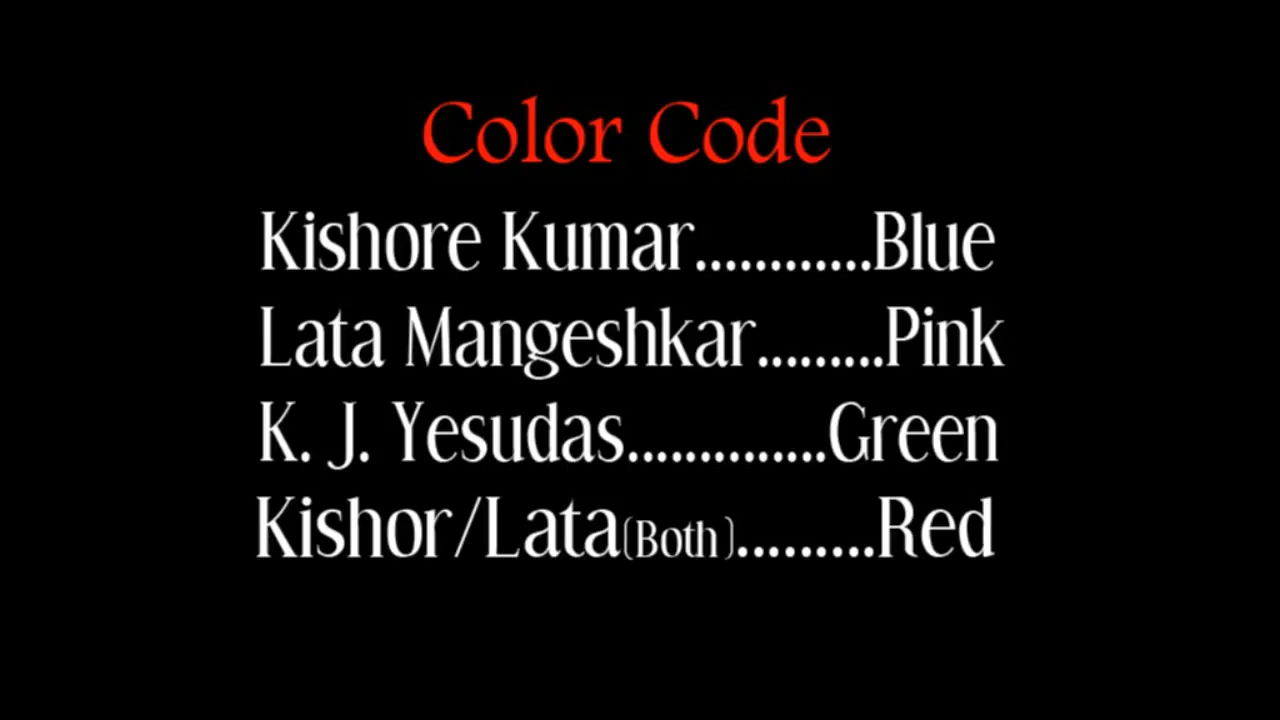 Color Code
Kishore Kumar............Blue
Lata Mangeshkar.........Pink
K. J. Yesudas..............Green
Kishor/Lata(Both).........Red